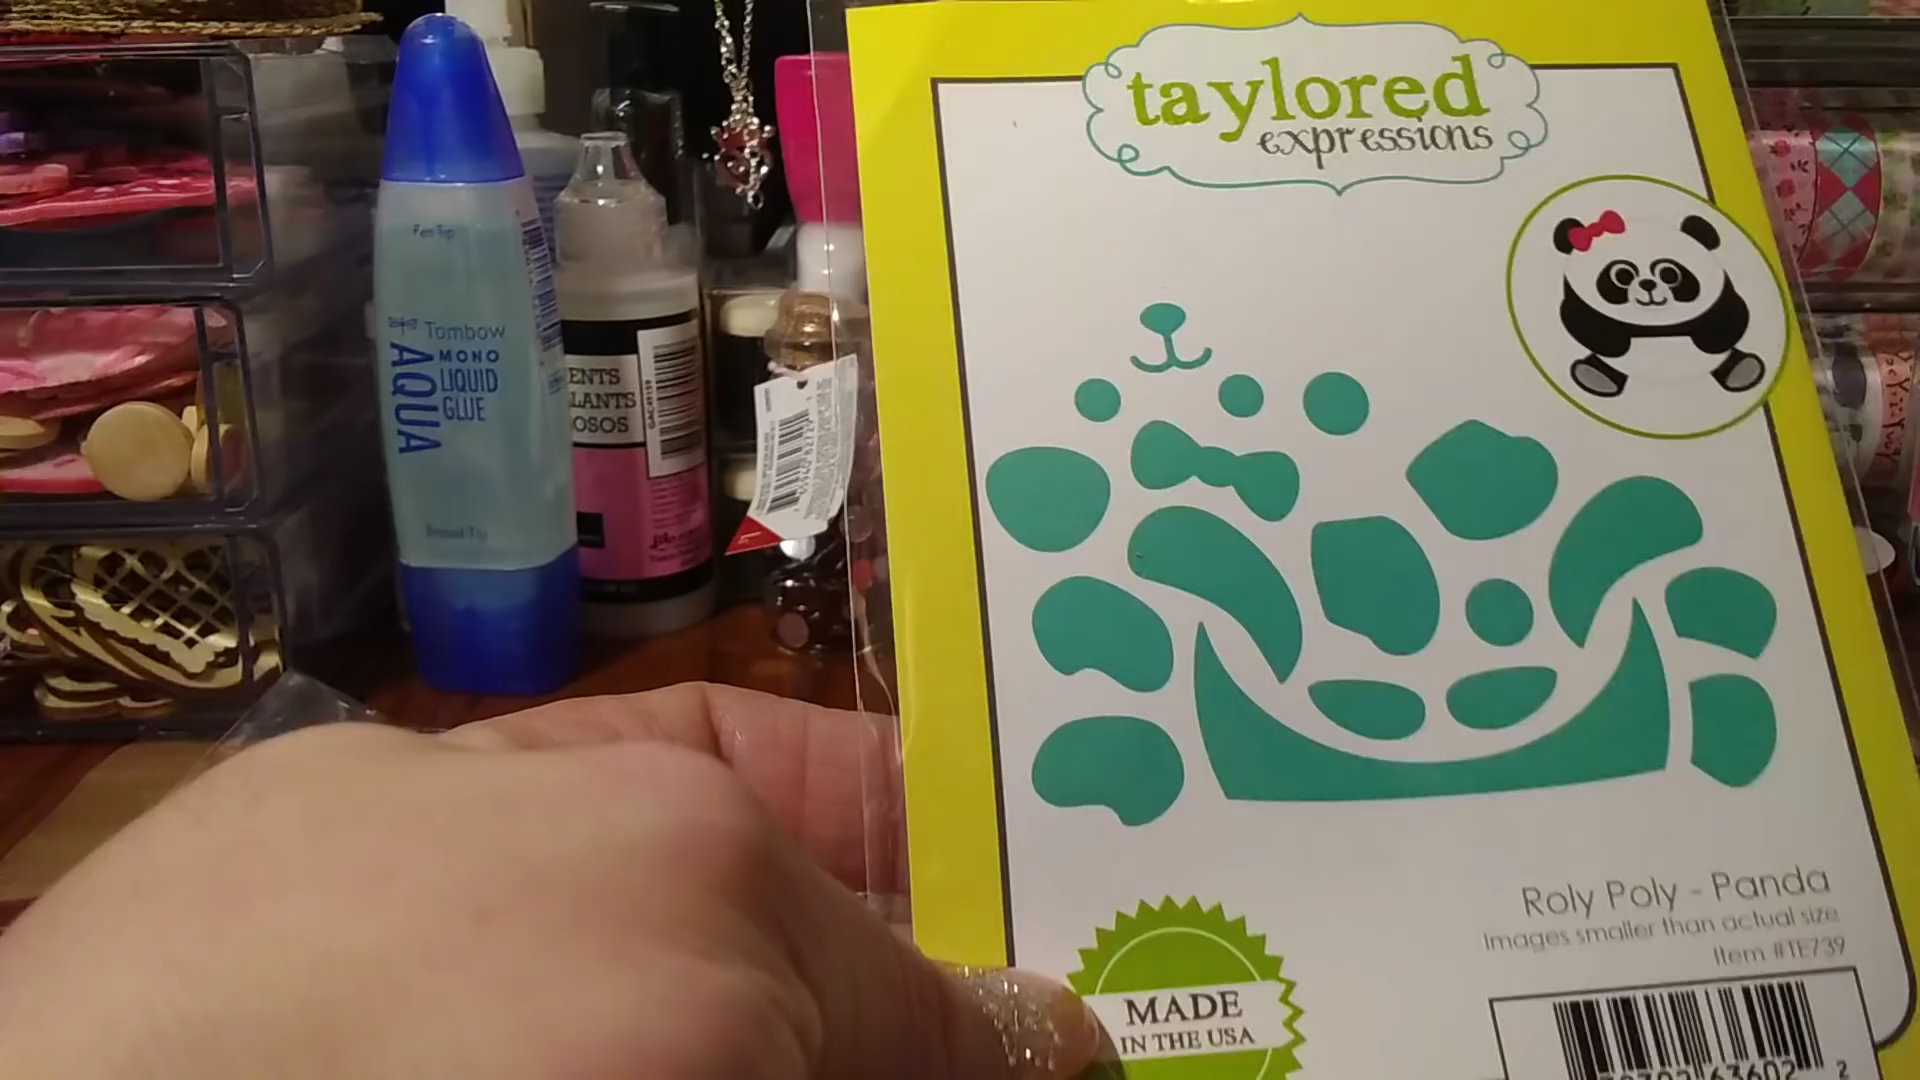 taylored
expressions
Pen Tip
Tombow
MONO
AQUA
LIQUID
GLUE
Broad Tip
ENTS
LANTS
OSOS
Roly Poly - Panda
Images smaller than actual size
Item #TE739
MADE
IN THE USA